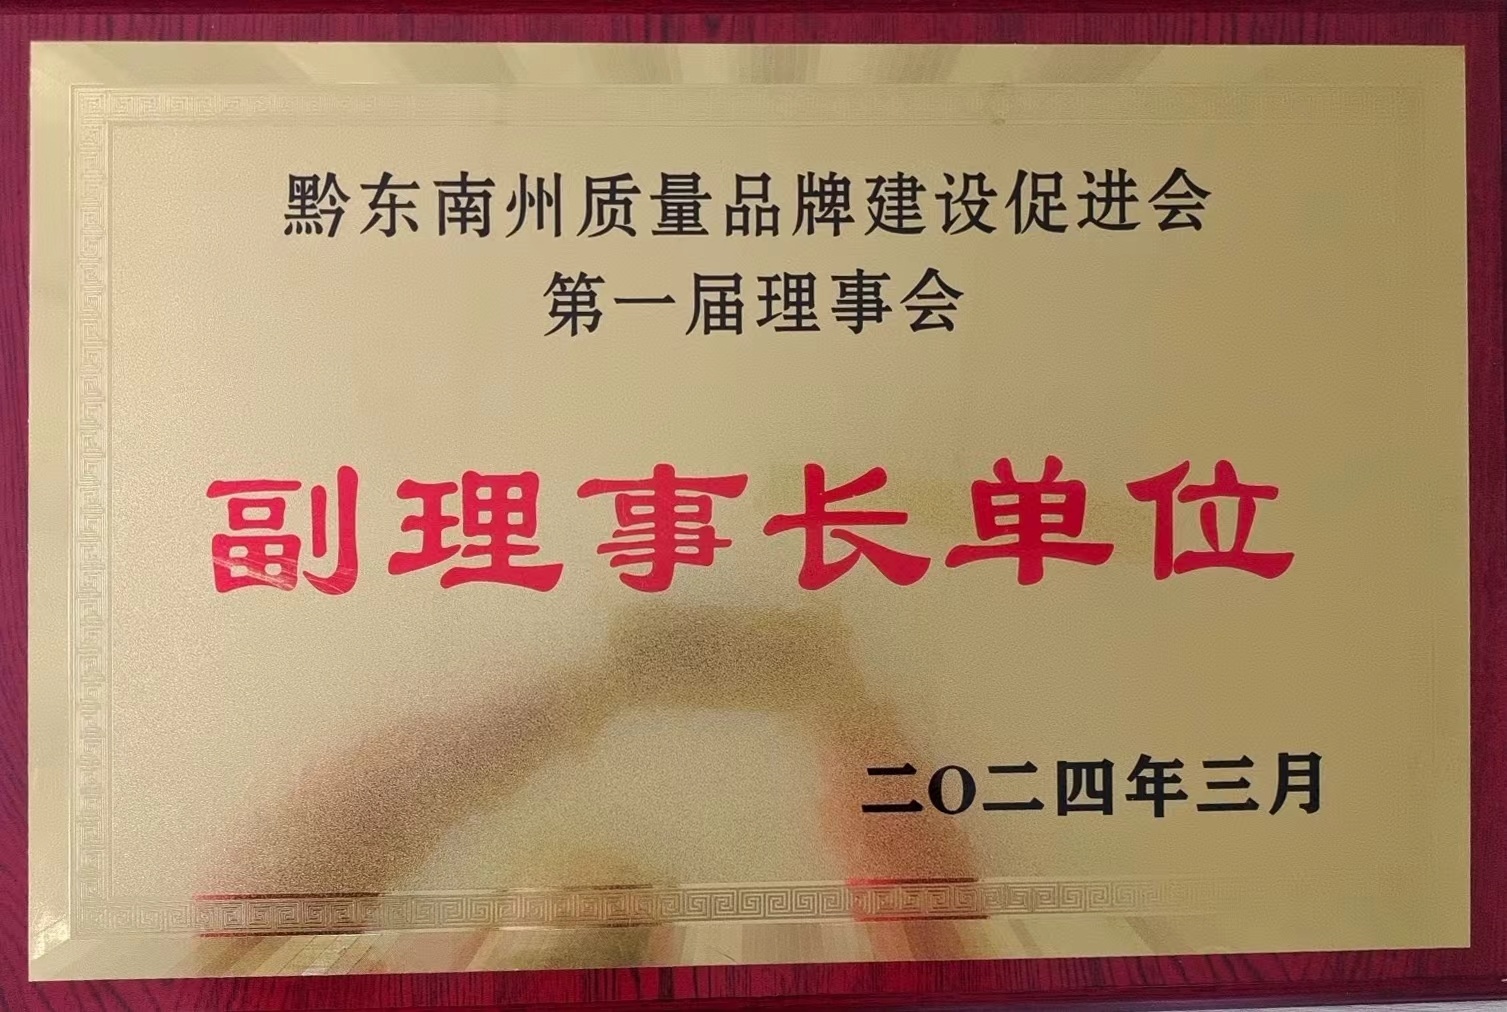 黔东南州质量品牌建设促进会
第一届理事会
副理事长单位
二〇二四年三月